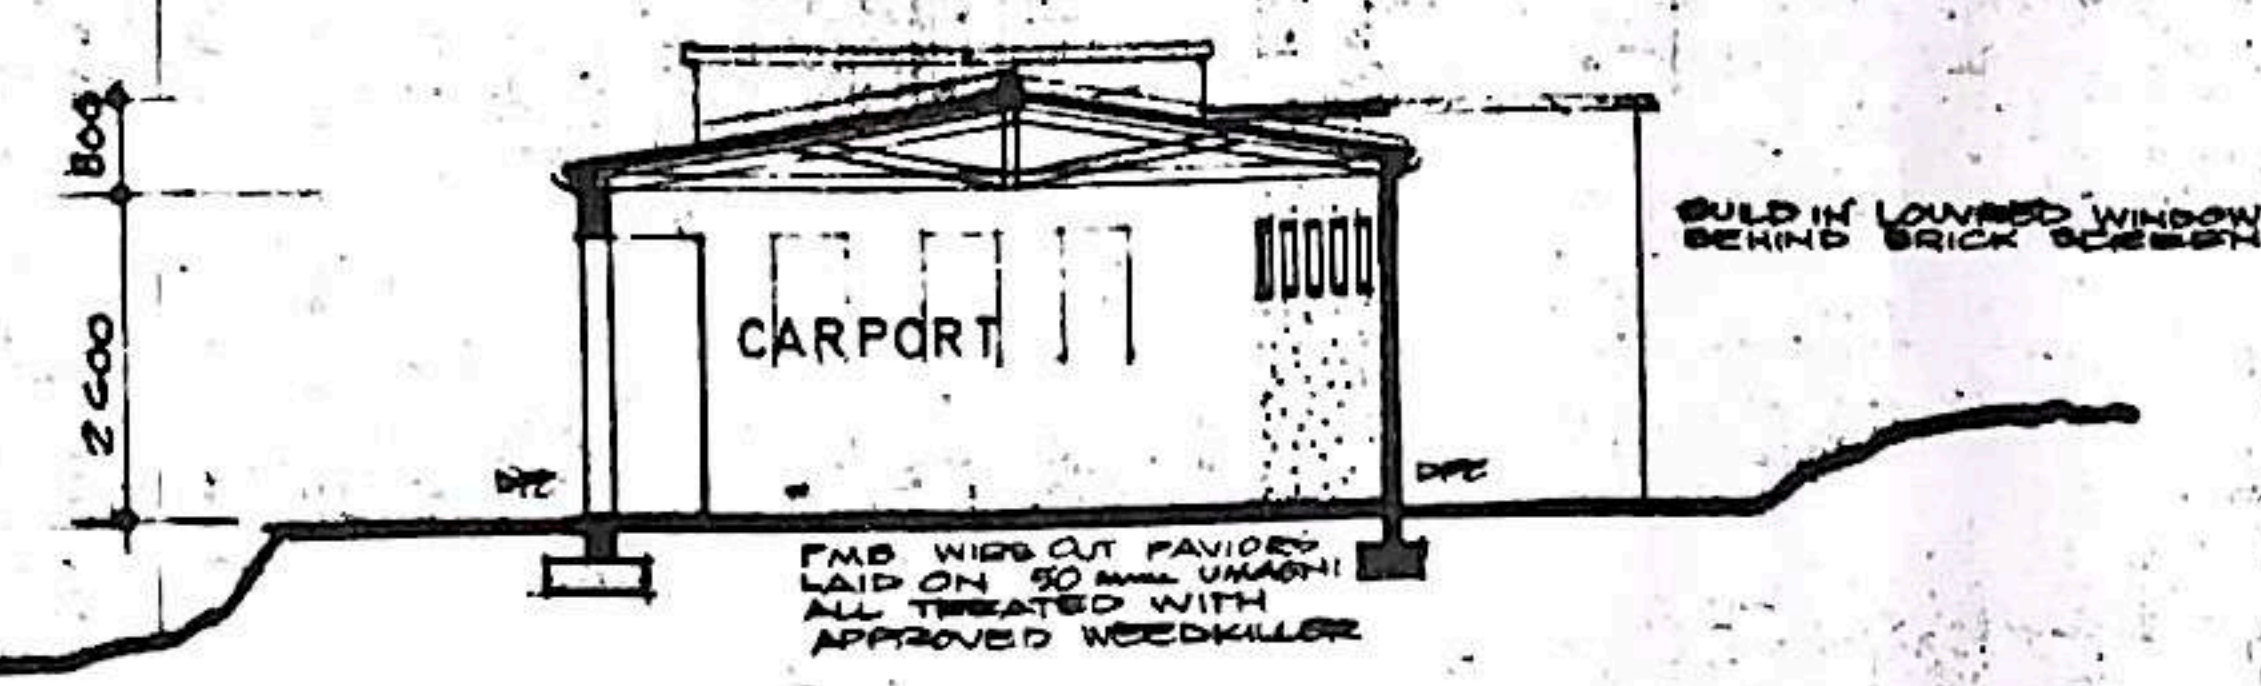 800
BUILD IN LOUVRED WINDOW
BEHIND BRICK SCREEN
CARPORT
2600
DPC
DPC
FMB WIRE CUT PAVIORS
LAID ON 50 mm UMAGNI
ALL TREATED WITH
APPROVED WEEDKILLER